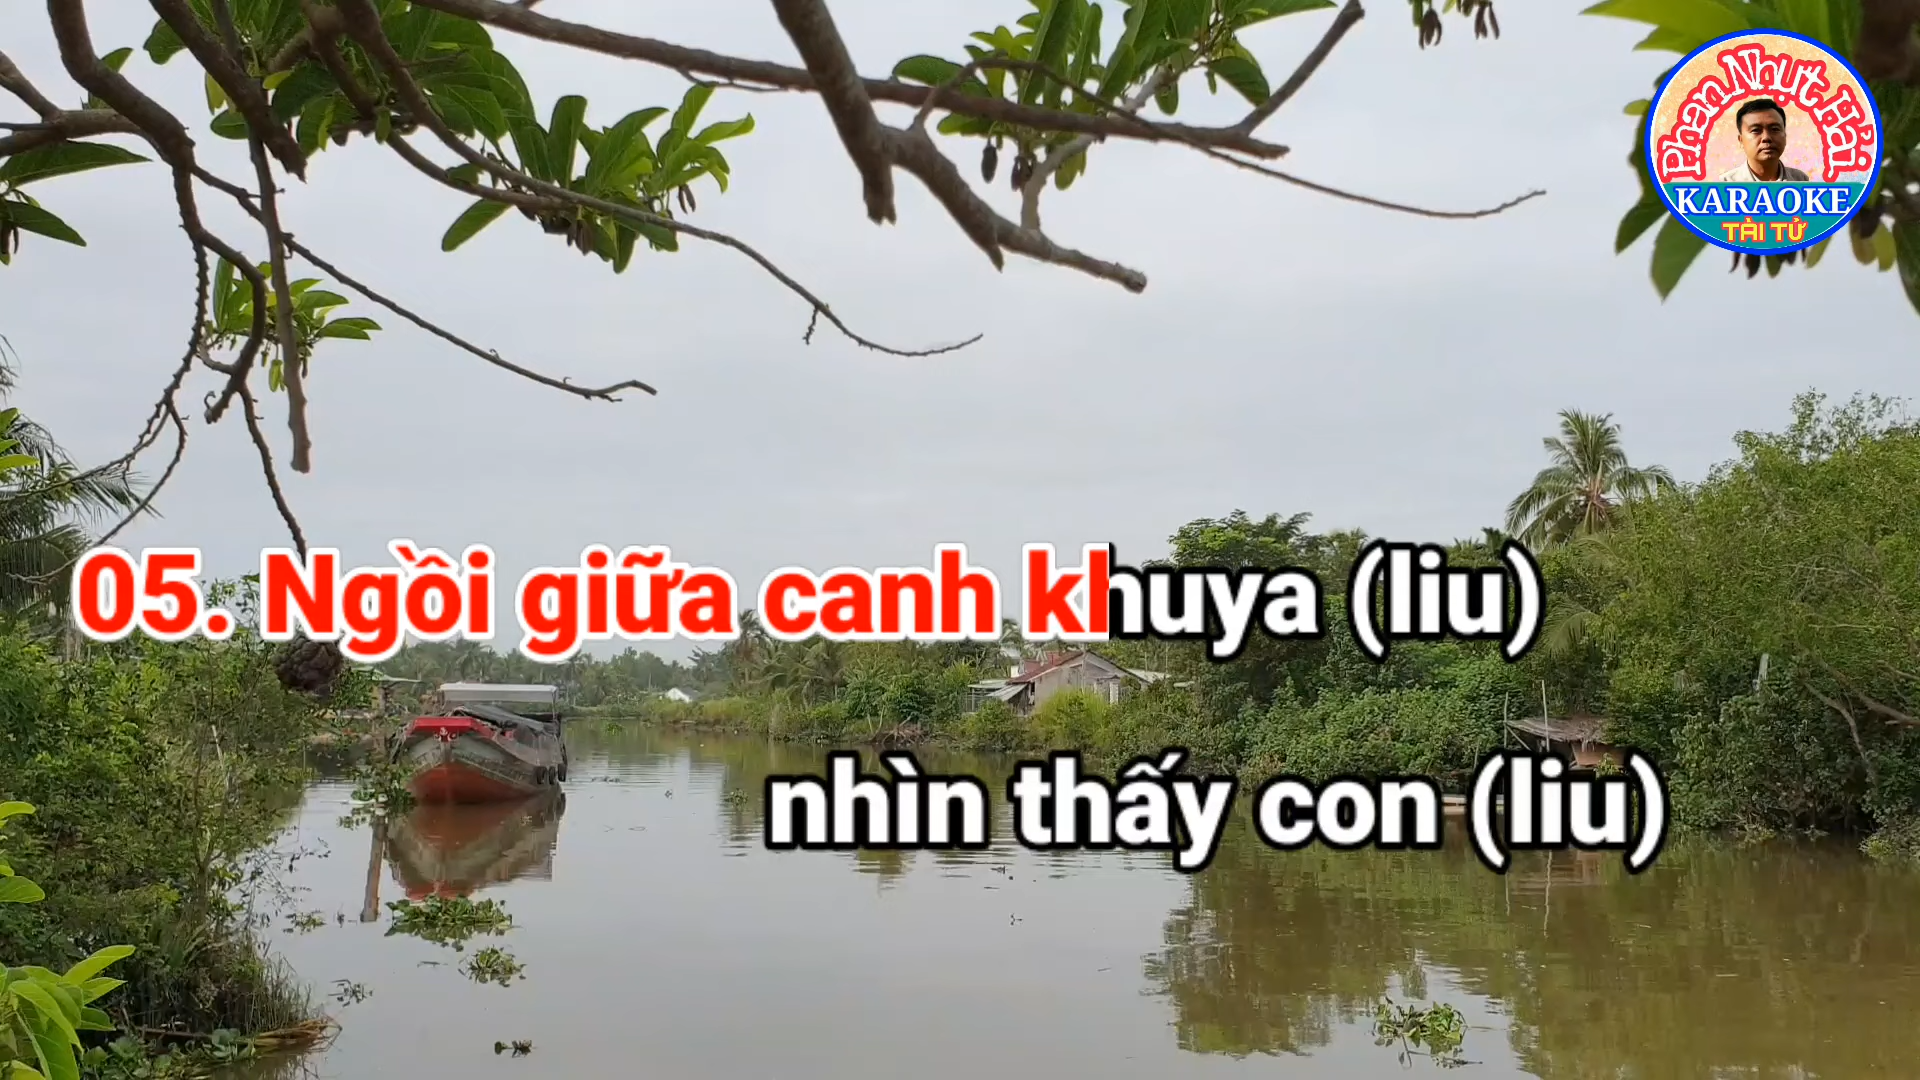 Phan Nhựt Hải
KARAOKE
TÀI TỬ
05. Ngồi giữa canh khuya (liu)
nhìn thấy con (liu)